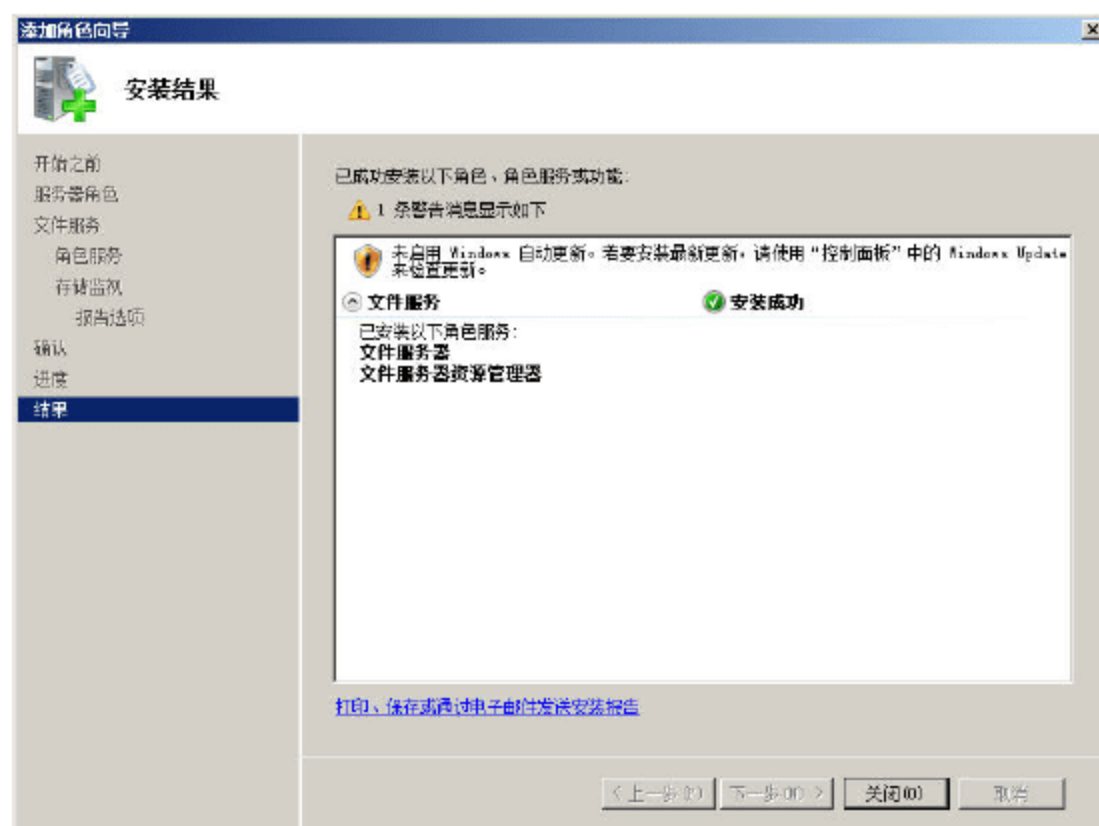 添加角色向导
安装结果
开始之前
服务器角色
文件服务
角色服务
存储监视
报告选项
确认
进度
结果
已成功安装以下角色、角色服务或功能:
1 条警告消息显示如下
未启用 Windows 自动更新。若要安装最新更新，请使用“控制面板”中的 Windows Update
来检查更新。
文件服务 安装成功
已安装以下角色服务:
文件服务器
文件服务器资源管理器
打印、保存或通过电子邮件发送安装报告
< 上一步(P) 下一步(N) > 关闭(O) 取消